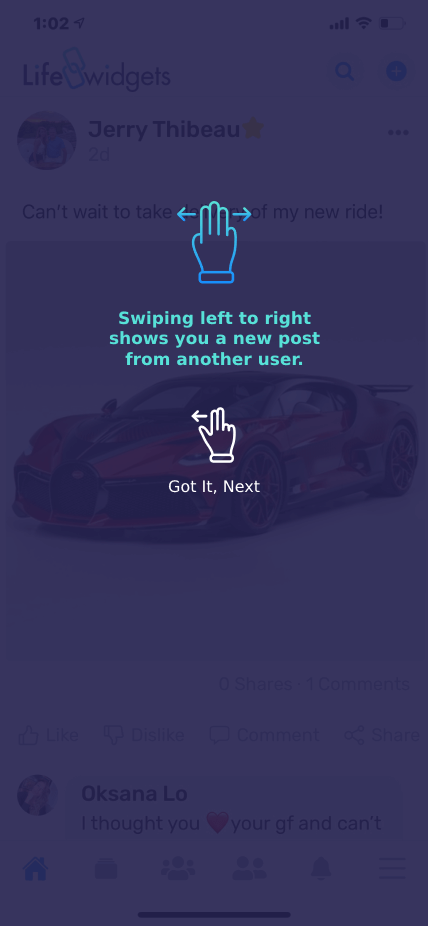 1:02
Life widgets
Jerry Thibeau
2d
Can't wait to take of my new ride!
Swiping left to right
shows you a new post
from another user.
Got It, Next
0 Shares · 1 Comments
Like Dislike Comment Share
Oksana Lo
I thought you ❤️your gf and can't